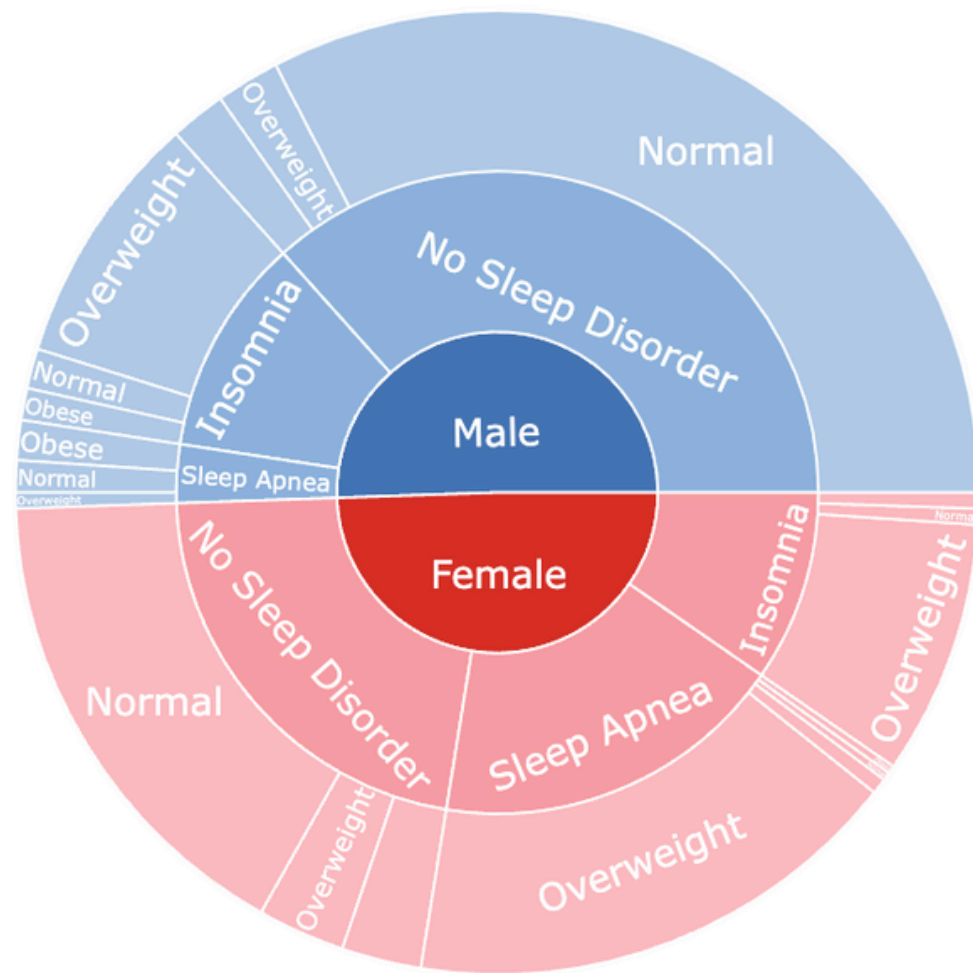 Normal
Overweight
Overweight
No Sleep Disorder
Insomnia
Normal
Obese
Obese
Normal
Overweight
Sleep Apnea
Male
Female
Insomnia
Norma
Overweight
No Sleep Disorder
Sleep Apnea
Normal
Overweight
Overweight